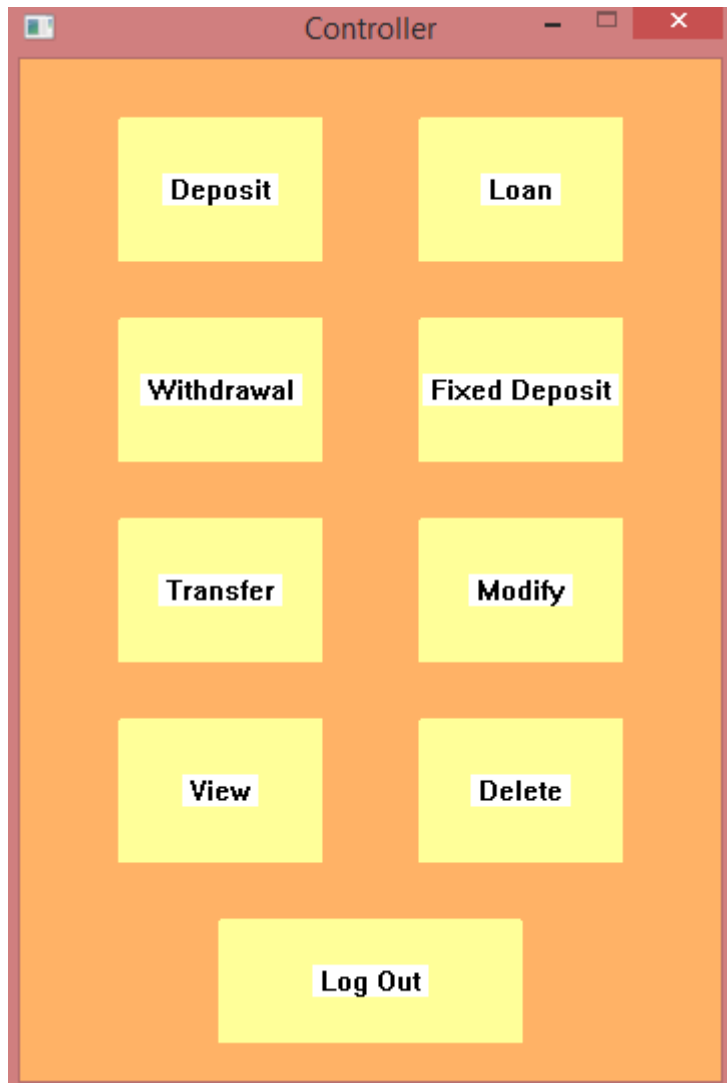 Controller
Deposit
Loan
Withdrawal
Fixed Deposit
Transfer
Modify
View
Delete
Log Out